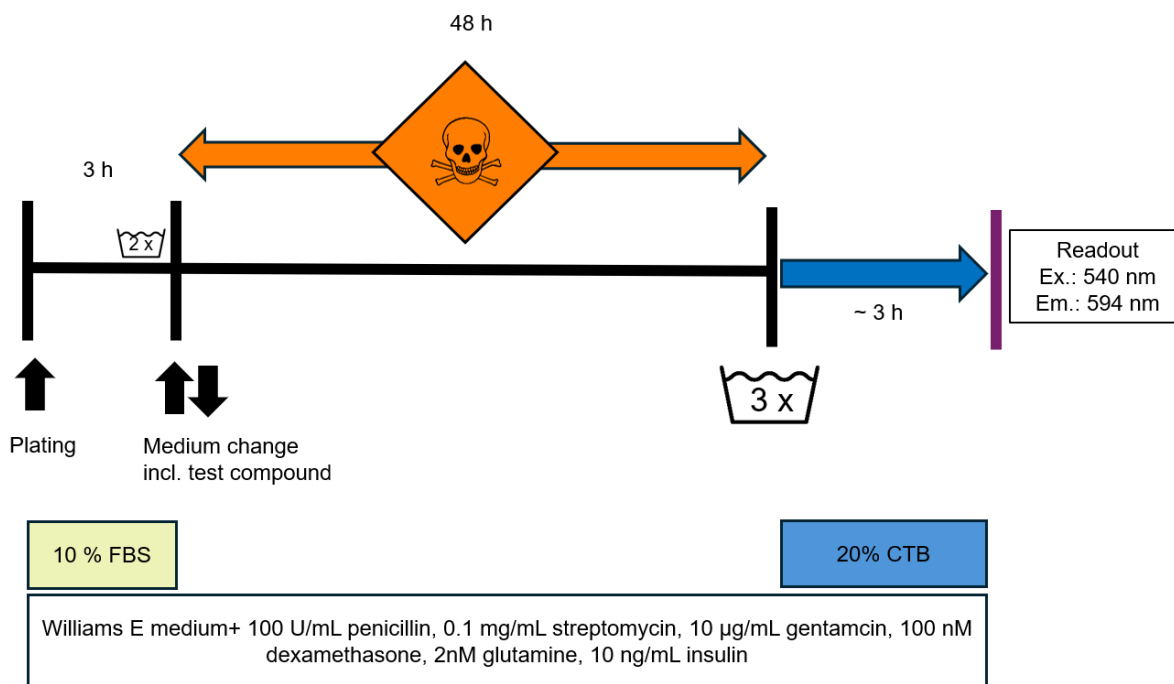 48 h
3 h
2 x
Readout
Ex.: 540 nm
Em.: 594 nm
~ 3 h
3 x
Plating
Medium change
incl. test compound
10 % FBS
20% CTB
Williams E medium+ 100 U/mL penicillin, 0.1 mg/mL streptomycin, 10 µg/mL gentamcin, 100 nM
dexamethasone, 2nM glutamine, 10 ng/mL insulin